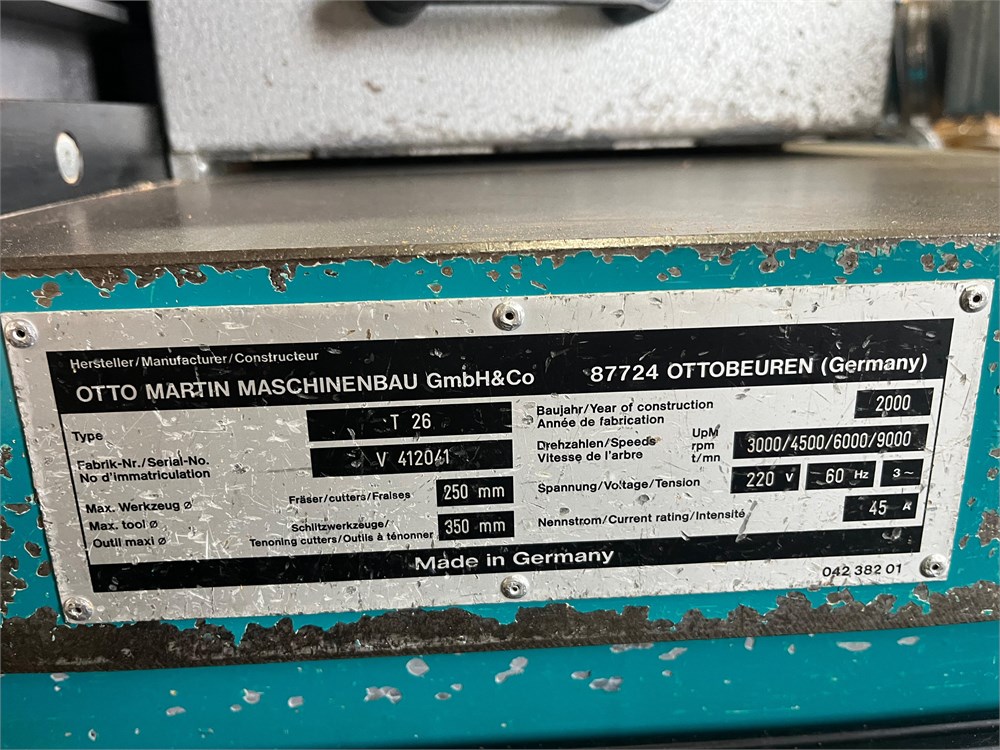 Hersteller/Manufacturer/Constructeur
OTTO MARTIN MASCHINENBAU GmbH&Co 87724 OTTOBEUREN (Germany)
Type T 26
Fabrik-Nr./Serial-No.
No d'immatriculation V 412041
Max. Werkzeug ø
Max. tool ø
Outil maxi ø
Fräser/cutters/Fraises 250 mm
Schlitzwerkzeuge/
Tenoning cutters/Outils à tenonner 350 mm
Baujahr/Year of construction
Année de fabrication 2000
Drehzahlen/Speeds
Vitesse de l'arbre
UpM
rpm
t/mn
3000/4500/6000/9000
Spannung/Voltage/Tension 220 V 60 Hz 3~
Nennstrom/Current rating/Intensité 45 A
Made in Germany
042 382 01